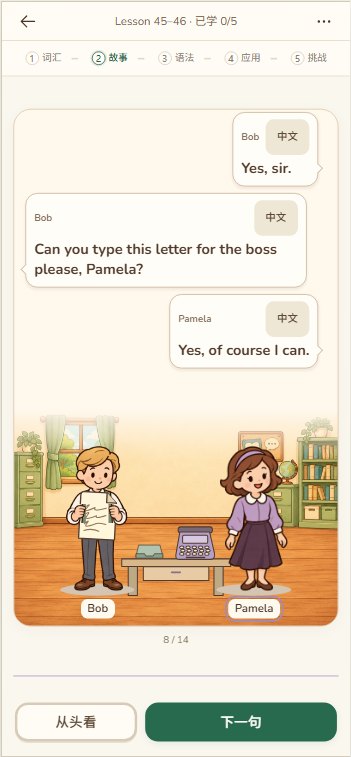 Lesson 45–46 · 已学 0/5
1 词汇 – 2 故事 – 3 语法 – 4 应用 – 5 挑战
Bob 中文
Yes, sir.
Bob 中文
Can you type this letter for the boss
please, Pamela?
Pamela 中文
Yes, of course I can.
Bob Pamela
8 / 14
从头看 下一句